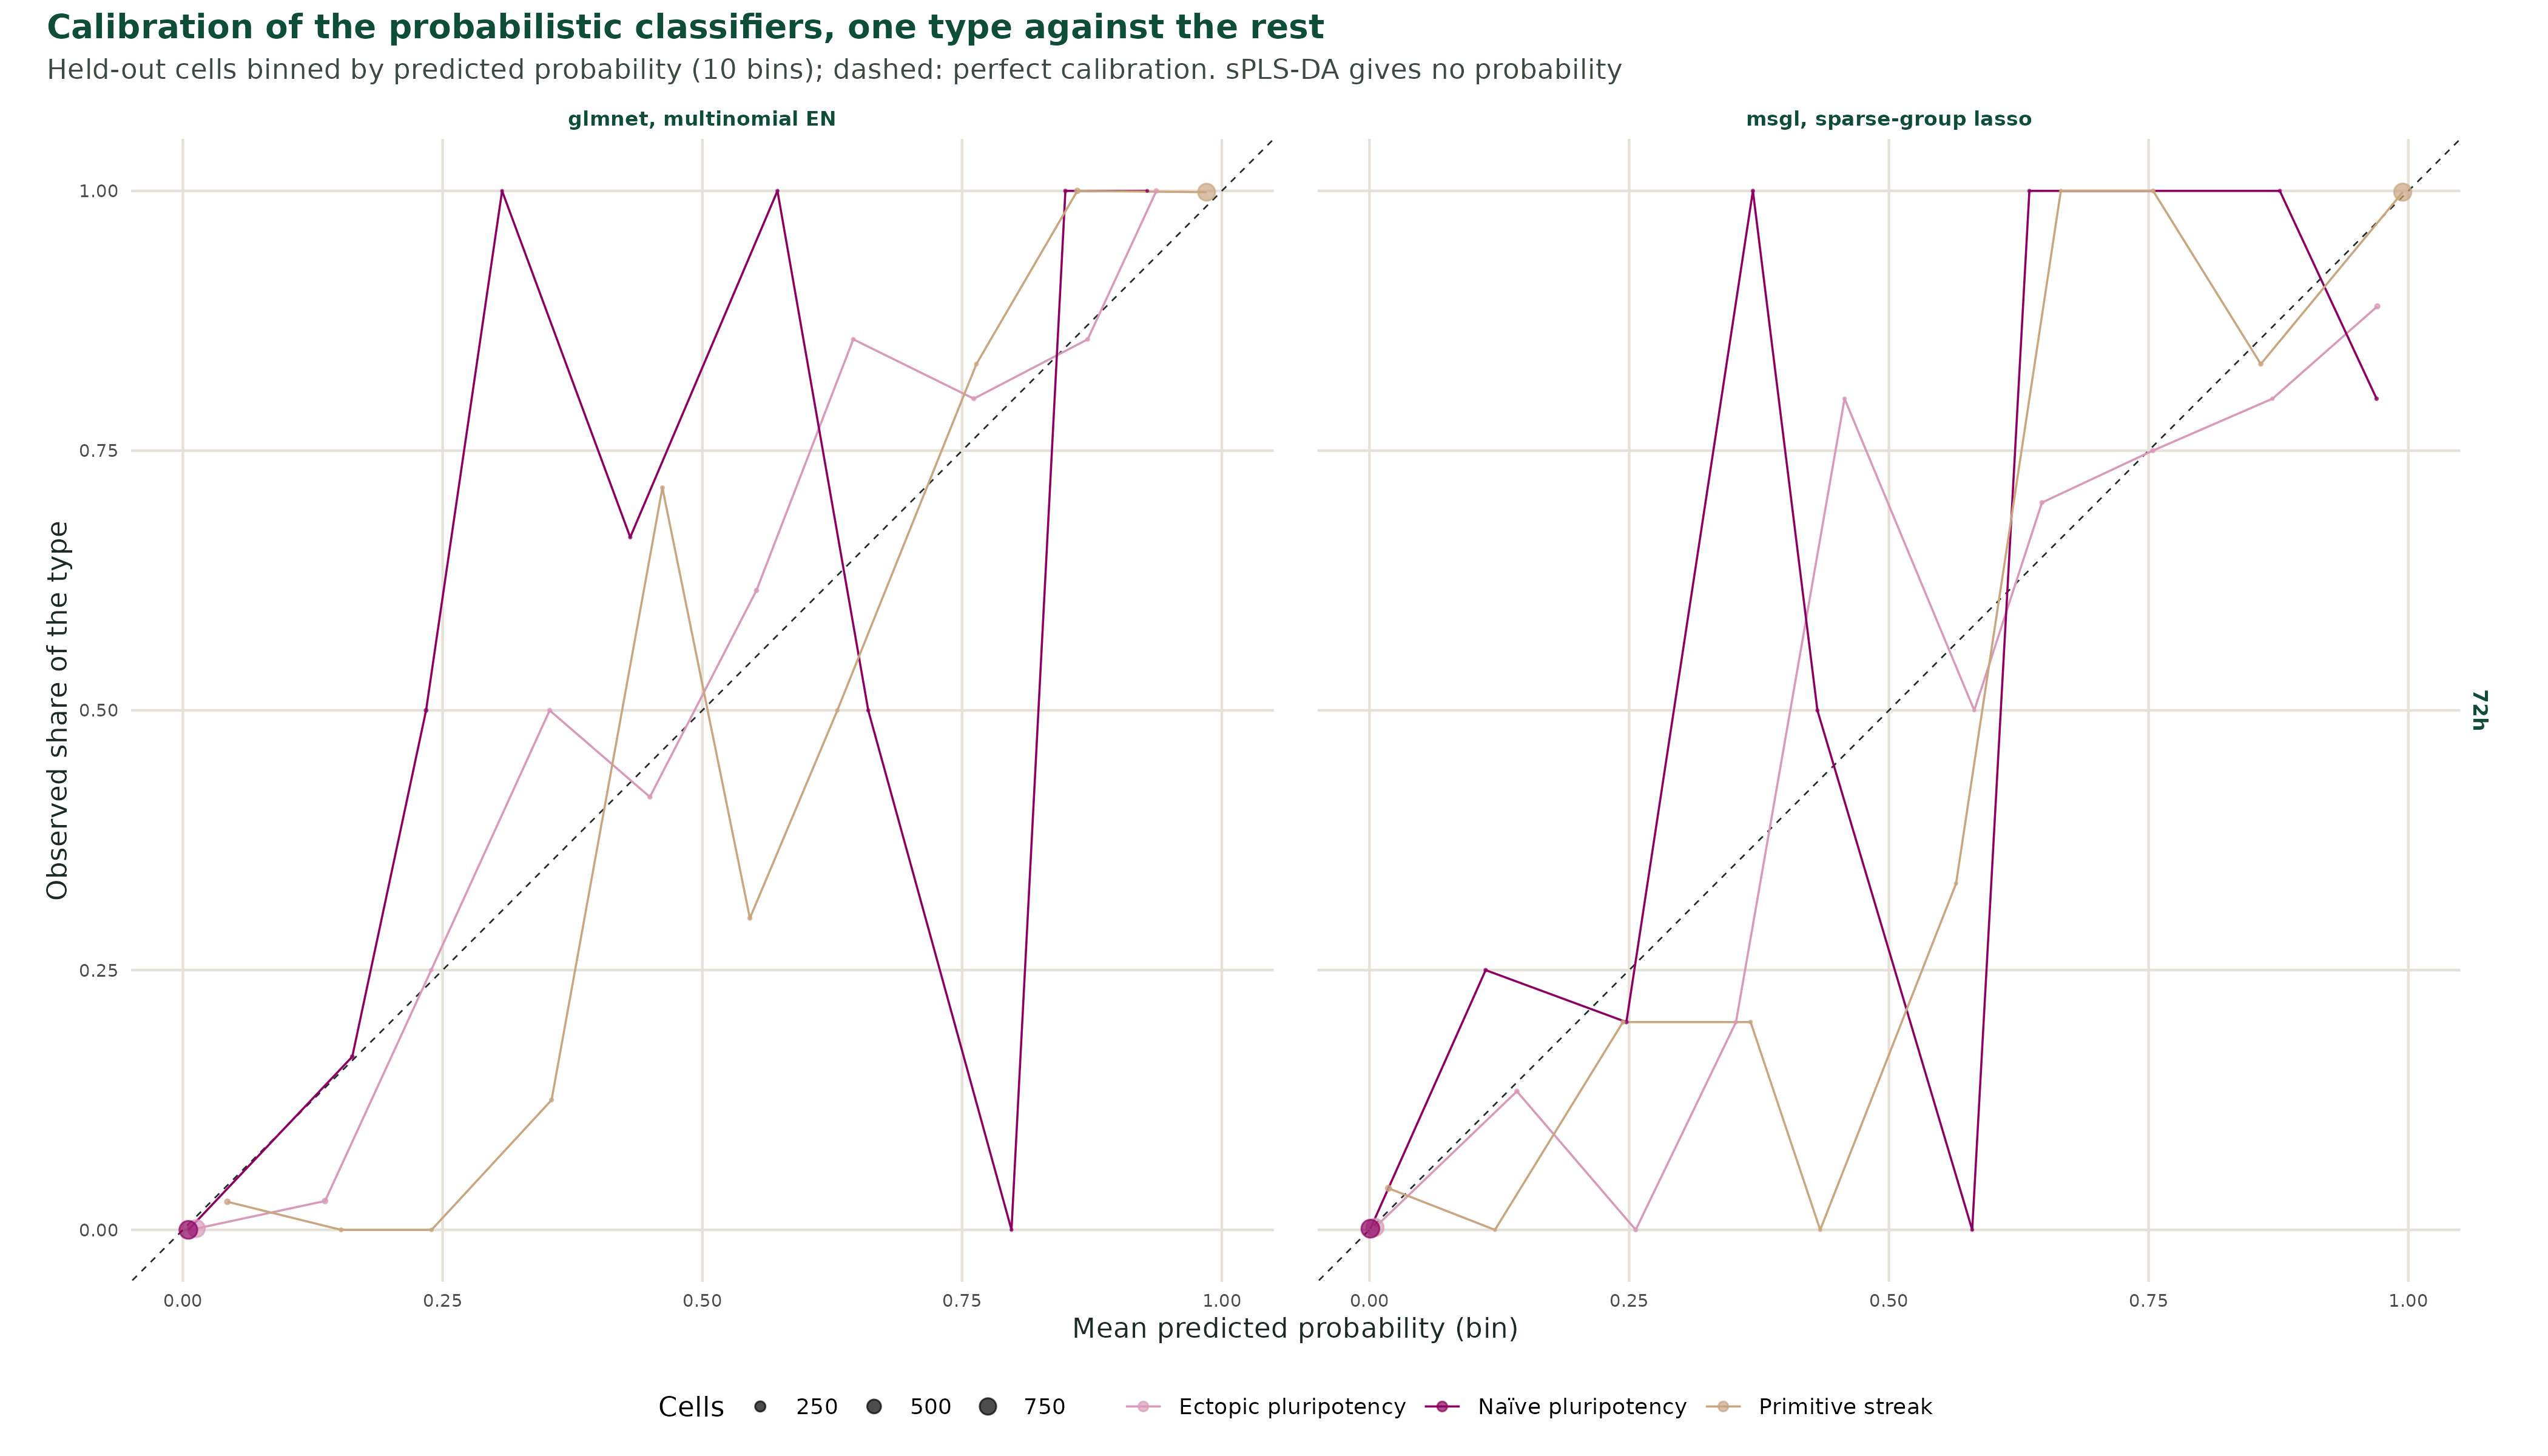 Calibration of the probabilistic classifiers, one type against the rest
Held-out cells binned by predicted probability (10 bins); dashed: perfect calibration. sPLS-DA gives no probability
glmnet, multinomial EN
msgl, sparse-group lasso
Observed share of the type
1.00
0.75
0.50
0.25
0.00
72h
0.00 0.25 0.50 0.75 1.00
0.00 0.25 0.50 0.75 1.00
Mean predicted probability (bin)
Cells 250 500 750 Ectopic pluripotency Naïve pluripotency Primitive streak